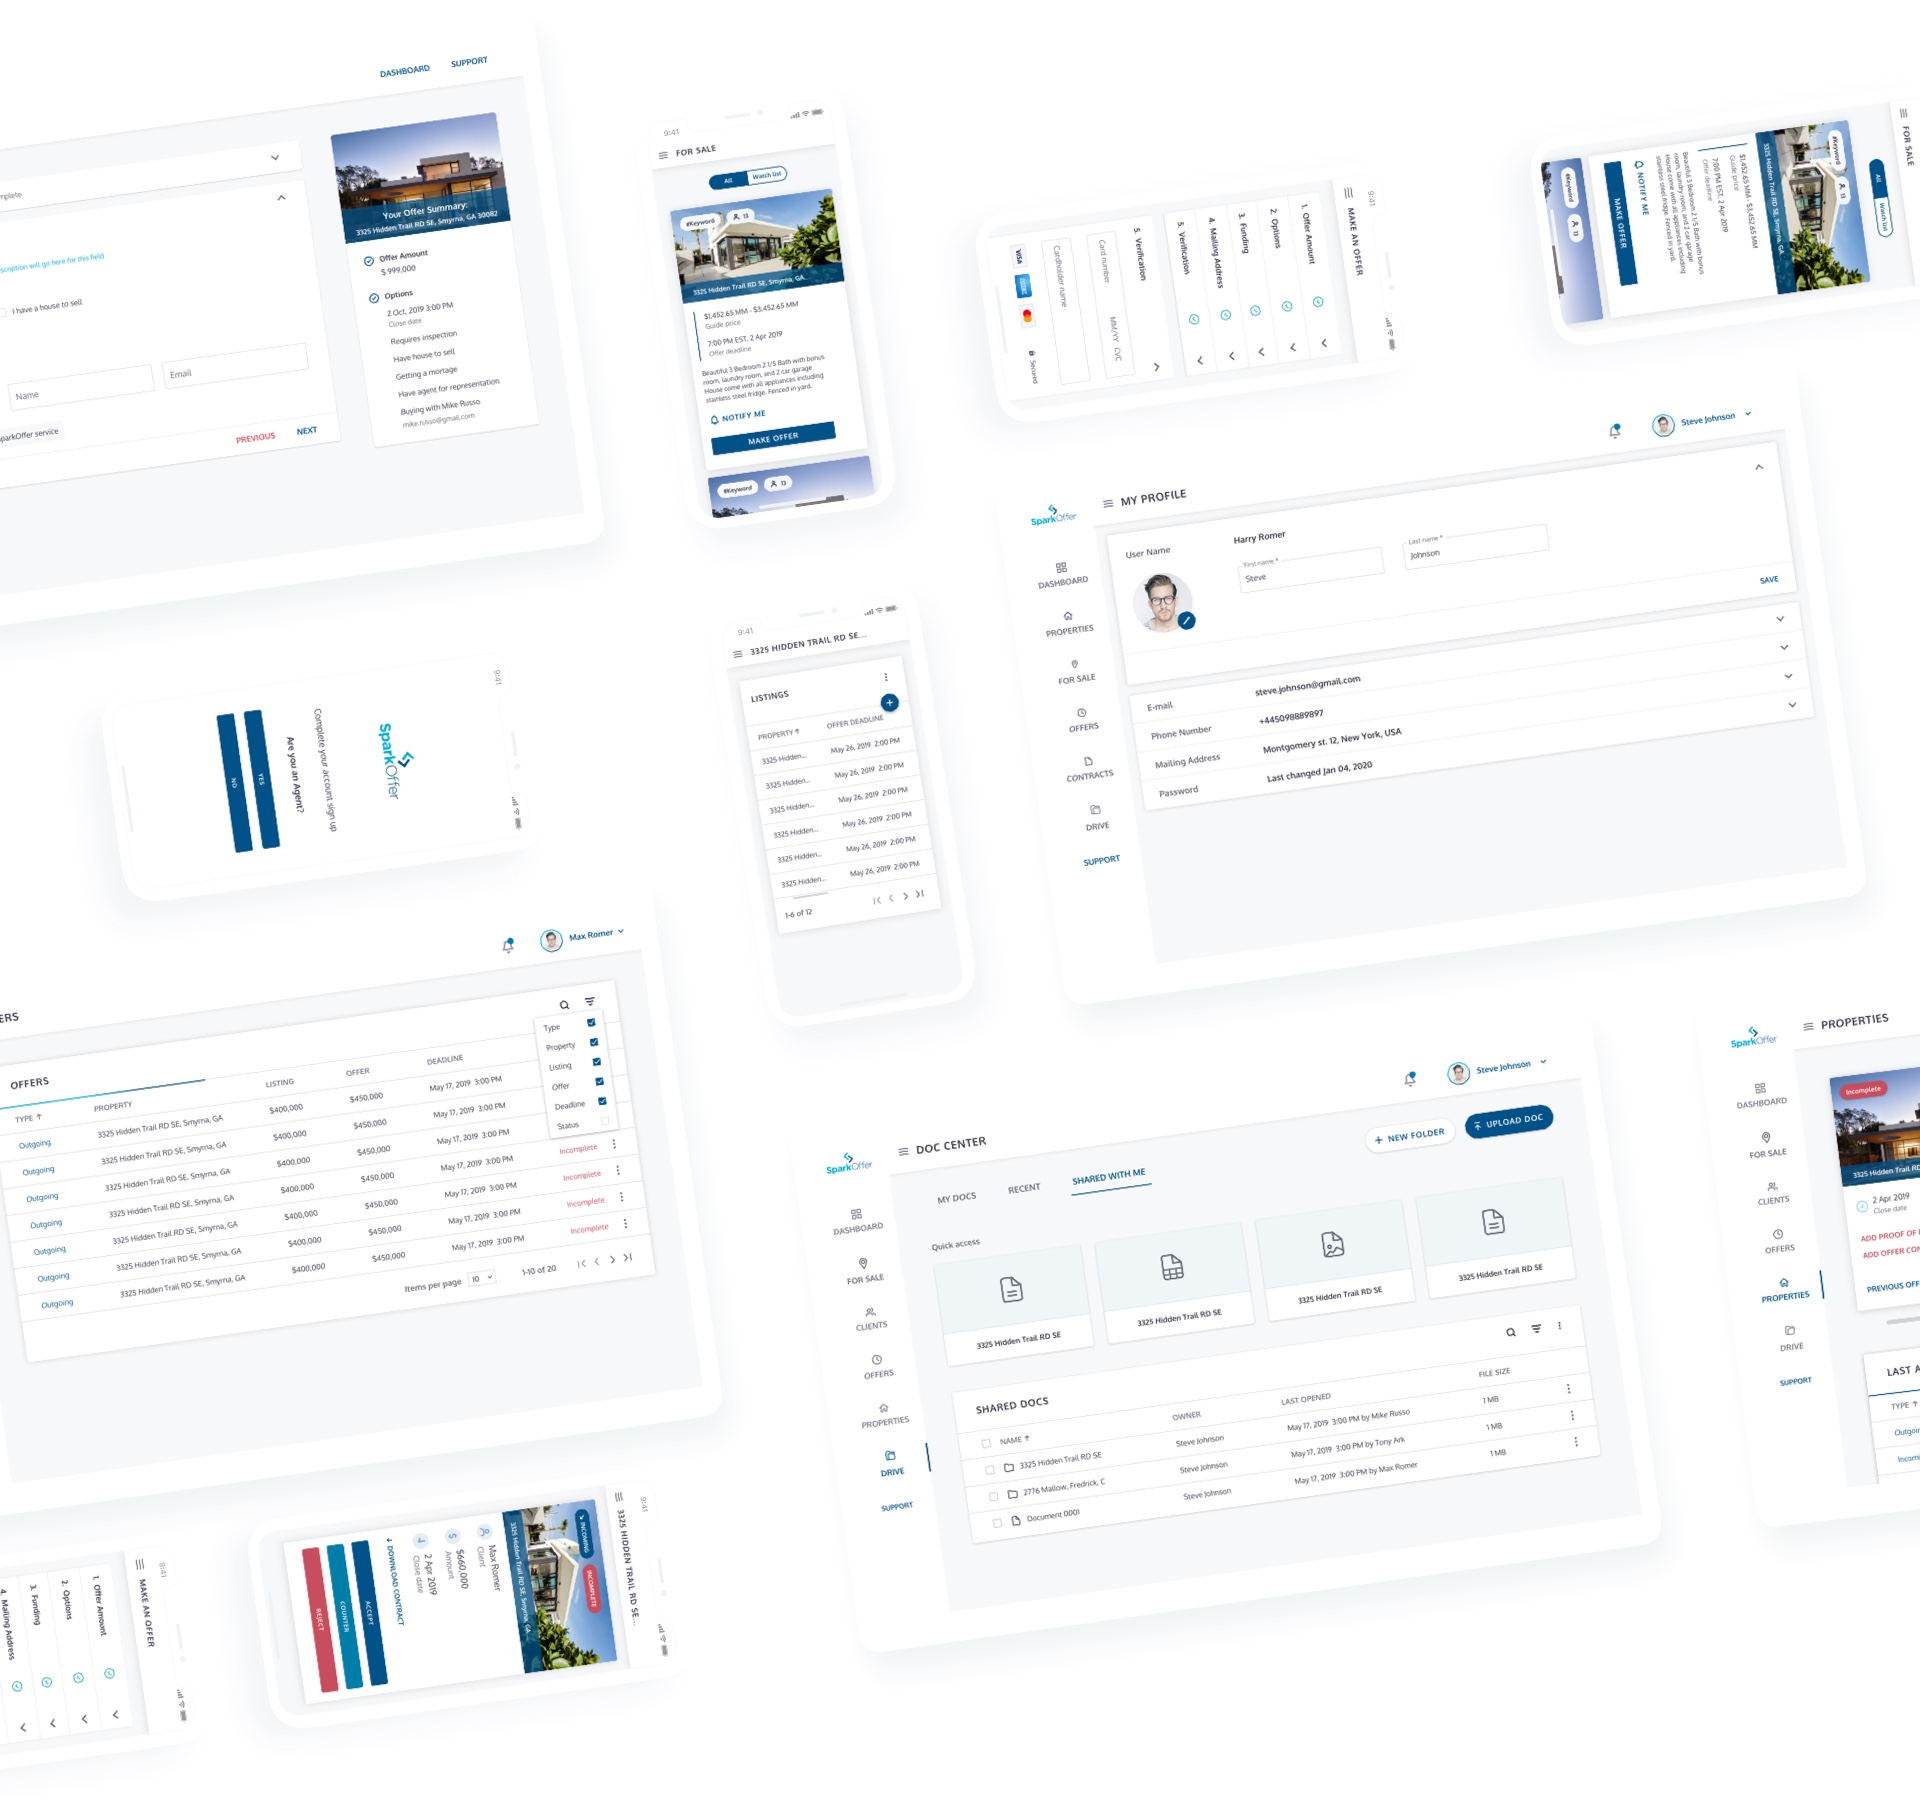 DASHBOARD
SUPPORT
mplete
scription will go here for this field
I have a house to sell
Name
Email
parkOffer service
PREVIOUS
NEXT
Your Offer Summary:
3325 Hidden Trail RD SE, Smyrna, GA 30082
Offer Amount
$ 999,000
Options
2 Oct, 2019 3:00 PM
Close date
Requires inspection
Have house to sell
Getting a mortage
Have agent for representation
Buying with Mike Russo
mike.russo@gmail.com
9:41
FOR SALE
All
Watch list
#Keyword
13
3325 Hidden Trail RD SE, Smyrna, GA
$1,452.65 MM - $3,452.65 MM
Guide price
7:00 PM EST, 2 Apr 2019
Offer deadline
Beautiful 3 Bedroom 2 1/5 Bath with bonus
room, laundry room, and 2 car garage
House come with all appliances including
stainless steel fridge. Fenced in yard.
NOTIFY ME
MAKE OFFER
#Keyword
13
9:41
MAKE AN OFFER
1. Offer Amount
2. Options
3. Funding
4. Mailing Address
5. Verification
5. Verification
Card number
MM/YY CVC
Cardholder name
VISA
Secured
FOR SALE
All
Watch list
#Keyword
13
3325 Hidden Trail RD SE, Smyrna, GA
$1,452.65 MM - $3,452.65 MM
Guide price
7:00 PM EST, 2 Apr 2019
Offer deadline
Beautiful 3 Bedroom 2 1/5 Bath with bonus
room, laundry room, and 2 car garage
House come with all appliances including
stainless steel fridge. Fenced in yard.
NOTIFY ME
MAKE OFFER
#Keyword
13
Steve Johnson
SparkOffer
MY PROFILE
DASHBOARD
PROPERTIES
FOR SALE
OFFERS
CONTRACTS
DRIVE
SUPPORT
User Name
Harry Romer
First name *
Steve
Last name *
Johnson
SAVE
E-mail
steve.johnson@gmail.com
Phone Number
+445098889897
Mailing Address
Montgomery st. 12, New York, USA
Password
Last changed Jan 04, 2020
9:41
SparkOffer
Complete your account sign up
Are you an Agent?
YES
NO
9:41
3325 HIDDEN TRAIL RD SE...
LISTINGS
PROPERTY
OFFER DEADLINE
3325 Hidden... May 26, 2019 2:00 PM
3325 Hidden... May 26, 2019 2:00 PM
3325 Hidden... May 26, 2019 2:00 PM
3325 Hidden... May 26, 2019 2:00 PM
3325 Hidden... May 26, 2019 2:00 PM
3325 Hidden... May 26, 2019 2:00 PM
1-6 of 12
Max Romer
ERS
OFFERS
TYPE PROPERTY LISTING OFFER DEADLINE
Type
Property
Listing
Offer
Deadline
Status
Outgoing 3325 Hidden Trail RD SE, Smyrna, GA $400,000 $450,000 May 17, 2019 3:00 PM
Outgoing 3325 Hidden Trail RD SE, Smyrna, GA $400,000 $450,000 May 17, 2019 3:00 PM
Outgoing 3325 Hidden Trail RD SE, Smyrna, GA $400,000 $450,000 May 17, 2019 3:00 PM
Outgoing 3325 Hidden Trail RD SE, Smyrna, GA $400,000 $450,000 May 17, 2019 3:00 PM Incomplete
Outgoing 3325 Hidden Trail RD SE, Smyrna, GA $400,000 $450,000 May 17, 2019 3:00 PM Incomplete
Outgoing 3325 Hidden Trail RD SE, Smyrna, GA $400,000 $450,000 May 17, 2019 3:00 PM Incomplete
Outgoing 3325 Hidden Trail RD SE, Smyrna, GA $400,000 $450,000 May 17, 2019 3:00 PM Incomplete
Items per page 10 1-10 of 20
Steve Johnson
SparkOffer
DOC CENTER
NEW FOLDER
UPLOAD DOC
DASHBOARD
FOR SALE
CLIENTS
OFFERS
PROPERTIES
DRIVE
SUPPORT
MY DOCS
RECENT
SHARED WITH ME
Quick access
3325 Hidden Trail RD SE
3325 Hidden Trail RD SE
3325 Hidden Trail RD SE
3325 Hidden Trail RD SE
SHARED DOCS
NAME OWNER LAST OPENED FILE SIZE
3325 Hidden Trail RD SE Steve Johnson May 17, 2019 3:00 PM by Mike Russo 1 MB
2776 Mallow, Fredrick, C Steve Johnson May 17, 2019 3:00 PM by Tony Ark 1 MB
Document 0001 Steve Johnson May 17, 2019 3:00 PM by Max Romer 1 MB
SparkOffer
PROPERTIES
DASHBOARD
FOR SALE
CLIENTS
OFFERS
PROPERTIES
DRIVE
SUPPORT
Incomplete
3325 Hidden Trail RD
2 Apr 2019
Close date
ADD PROOF OF
ADD OFFER CON
PREVIOUS OFF
LAST A
TYPE
Outgoin
Incomi
9:41
MAKE AN OFFER
1. Offer Amount
2. Options
3. Funding
4. Mailing Address
9:41
3325 HIDDEN TRAIL RD SE...
INCOMING
INCOMPLETE
3325 Hidden Trail RD SE, Smyrna, GA
Max Romer
Client
$660,000
Amount
2 Apr 2019
Close date
DOWNLOAD CONTRACT
ACCEPT
COUNTER
REJECT